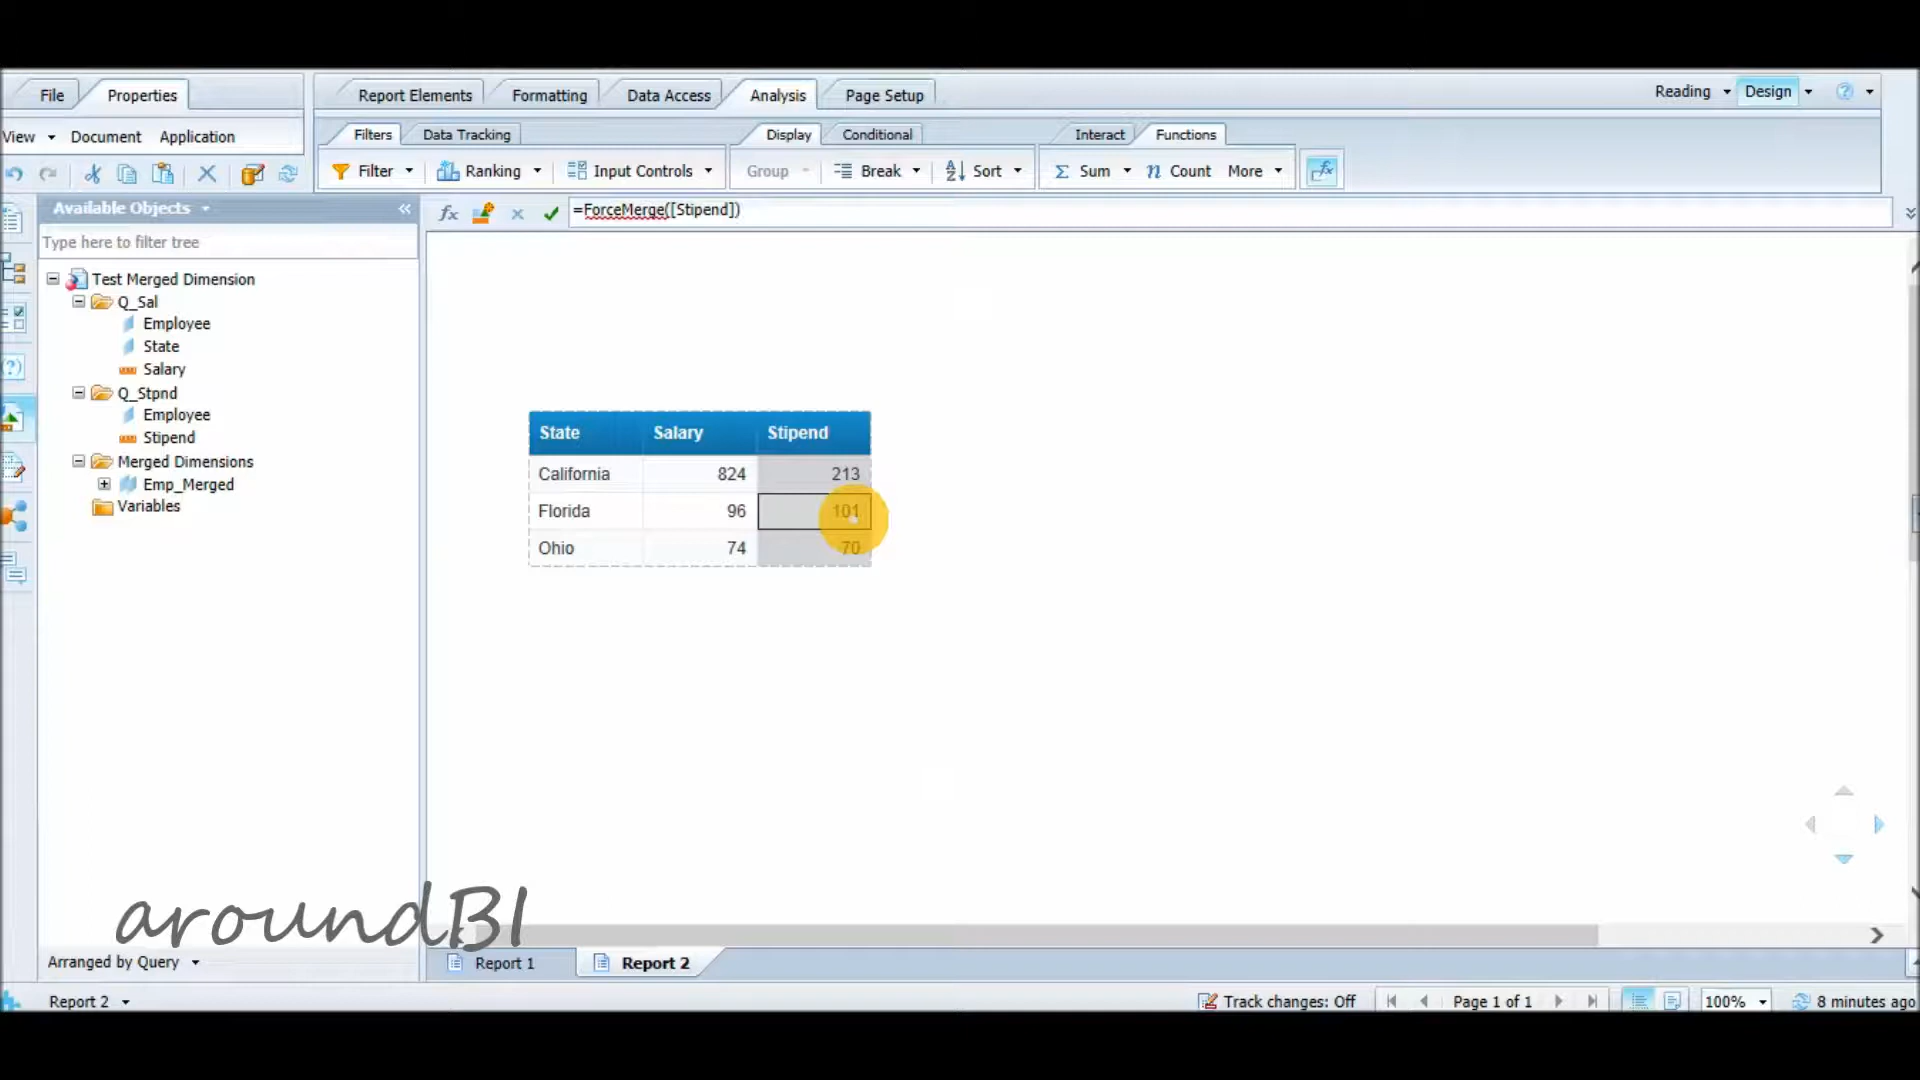 File Properties Report Elements Formatting Data Access Analysis Page Setup Reading Design
View Document Application Filters Data Tracking Display Conditional Interact Functions
Filter Ranking Input Controls Group Break Sort Sum Count More
Available Objects
=ForceMerge([Stipend])
Type here to filter tree
Test Merged Dimension
Q_Sal
Employee
State
Salary
Q_Stpnd
Employee
Stipend
Merged Dimensions
Emp_Merged
Variables
State Salary Stipend
California 824 213
Florida 96 101
Ohio 74 70
aroundBI
Arranged by Query
Report 1 Report 2
Report 2 Track changes: Off Page 1 of 1 100% 8 minutes ago